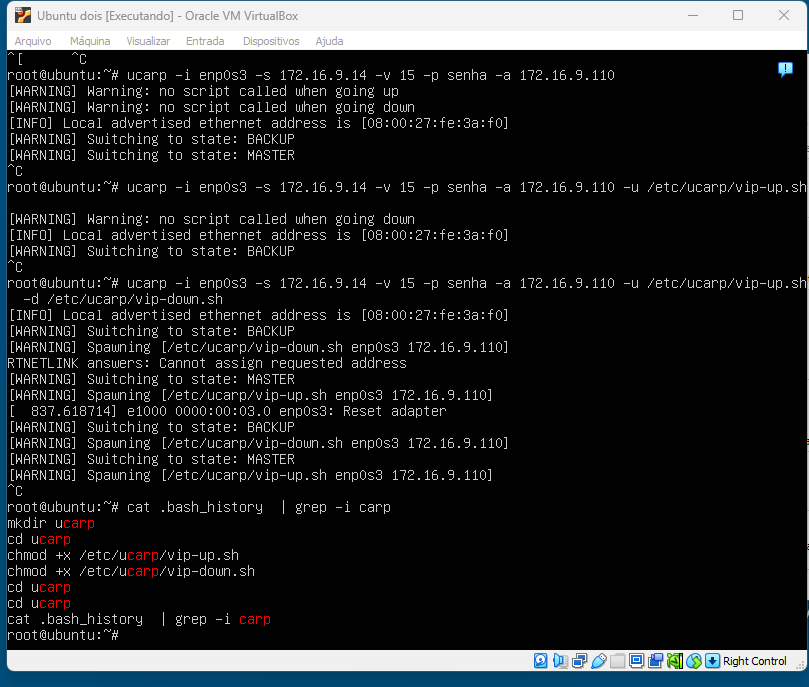 Ubuntu dois [Executando] - Oracle VM VirtualBox
Arquivo Máquina Visualizar Entrada Dispositivos Ajuda
^[      ^C
root@ubuntu:~# ucarp -i enp0s3 -s 172.16.9.14 -v 15 -p senha -a 172.16.9.110
[WARNING] Warning: no script called when going up
[WARNING] Warning: no script called when going down
[INFO] Local advertised ethernet address is [08:00:27:fe:3a:f0]
[WARNING] Switching to state: BACKUP
[WARNING] Switching to state: MASTER
^C
root@ubuntu:~# ucarp -i enp0s3 -s 172.16.9.14 -v 15 -p senha -a 172.16.9.110 -u /etc/ucarp/vip-up.sh
[WARNING] Warning: no script called when going down
[INFO] Local advertised ethernet address is [08:00:27:fe:3a:f0]
[WARNING] Switching to state: BACKUP
^C
root@ubuntu:~# ucarp -i enp0s3 -s 172.16.9.14 -v 15 -p senha -a 172.16.9.110 -u /etc/ucarp/vip-up.sh
 -d /etc/ucarp/vip-down.sh
[INFO] Local advertised ethernet address is [08:00:27:fe:3a:f0]
[WARNING] Switching to state: BACKUP
[WARNING] Spawning [/etc/ucarp/vip-down.sh enp0s3 172.16.9.110]
RTNETLINK answers: Cannot assign requested address
[WARNING] Switching to state: MASTER
[WARNING] Spawning [/etc/ucarp/vip-up.sh enp0s3 172.16.9.110]
[  837.618714] e1000 0000:00:03.0 enp0s3: Reset adapter
[WARNING] Switching to state: BACKUP
[WARNING] Spawning [/etc/ucarp/vip-down.sh enp0s3 172.16.9.110]
[WARNING] Switching to state: MASTER
[WARNING] Spawning [/etc/ucarp/vip-up.sh enp0s3 172.16.9.110]
^C
root@ubuntu:~# cat .bash_history  | grep -i carp
mkdir ucarp
cd ucarp
chmod +x /etc/ucarp/vip-up.sh
chmod +x /etc/ucarp/vip-down.sh
cd ucarp
cd ucarp
cat .bash_history  | grep -i carp
root@ubuntu:~#
Right Control